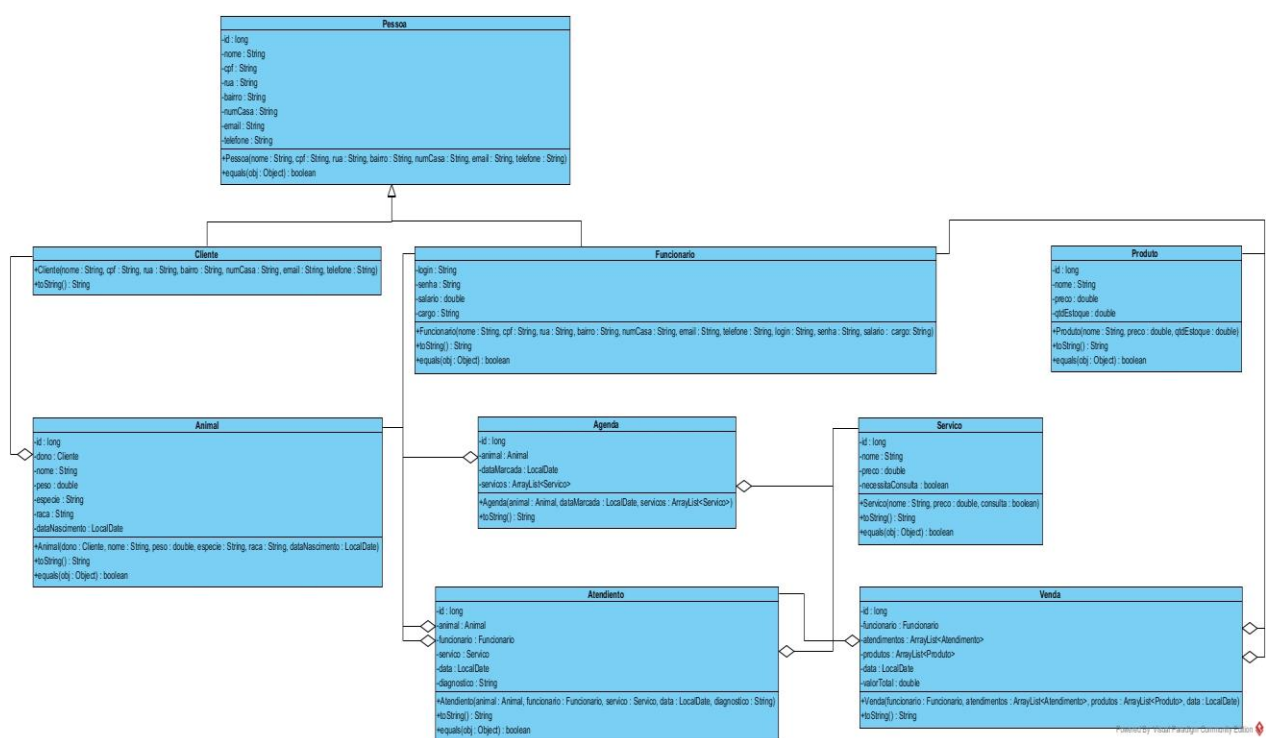 Pessoa
-id : long
-nome : String
-cpf : String
-rua : String
-bairro : String
-numCasa : String
-email : String
-telefone : String
+Pessoa(nome : String, cpf : String, rua : String, bairro : String, numCasa : String, email : String, telefone : String)
+equals(obj : Object) : boolean
Cliente
+Cliente(nome : String, cpf : String, rua : String, bairro : String, numCasa : String, email : String, telefone : String)
+toString() : String
Funcionario
-login : String
-senha : String
-salario : double
-cargo : String
+Funcionario(nome : String, cpf : String, rua : String, bairro : String, numCasa : String, email : String, telefone : String, login : String, senha : String, salario : cargo: String)
+toString() : String
+equals(obj : Object) : boolean
Produto
-id : long
-nome : String
-preco : double
-qtdEstoque : double
+Produto(nome : String, preco : double, qtdEstoque : double)
+toString() : String
+equals(obj : Object) : boolean
Animal
-id : long
-dono : Cliente
-nome : String
-peso : double
-especie : String
-raca : String
-dataNascimento : LocalDate
+Animal(dono : Cliente, nome : String, peso : double, especie : String, raca : String, dataNascimento : LocalDate)
+toString() : String
+equals(obj : Object) : boolean
Agenda
-id : long
-animal : Animal
-dataMarcada : LocalDate
-servicos : ArrayList<Servico>
+Agenda(animal : Animal, dataMarcada : LocalDate, servicos : ArrayList<Servico>)
+toString() : String
Servico
-id : long
-nome : String
-preco : double
-necessitaConsulta : boolean
+Servico(nome : String, preco : double, consulta : boolean)
+toString() : String
+equals(obj : Object) : boolean
Atendiento
-id : long
-animal : Animal
-funcionario : Funcionario
-servico : Servico
-data : LocalDate
-diagnostico : String
+Atendiento(animal : Animal, funcionario : Funcionario, servico : Servico, data : LocalDate, diagnostico : String)
+toString() : String
+equals(obj : Object) : boolean
Venda
-id : long
-funcionario : Funcionario
-atendimentos : ArrayList<Atendimento>
-produtos : ArrayList<Produto>
-data : LocalDate
-valorTotal : double
+Venda(funcionario : Funcionario, atendimentos : ArrayList<Atendimento>, produtos : ArrayList<Produto>, data : LocalDate)
+toString() : String
Powered By Visual Paradigm Community Edition